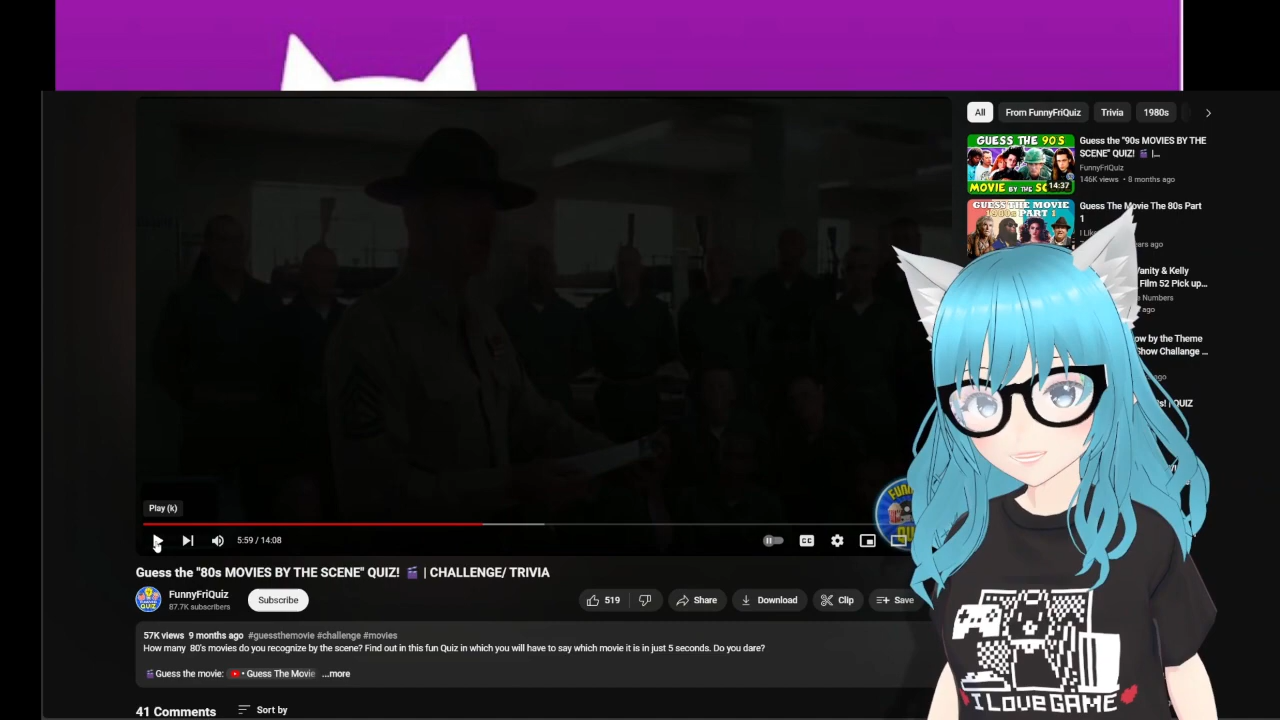 All
From FunnyFriQuiz
Trivia
1980s
GUESS THE 90S
MOVIE BY THE
14:37
Guess the "90s MOVIES BY THE
SCENE" QUIZ! 🎬 |...
FunnyFriQuiz
146K views • 8 months ago
GUESS THE MOVIE
1980s PART 1
Guess The Movie The 80s Part
1
I Like
ago
Vanity & Kelly
Film 52 Pick up...
Numbers
ago
by the Theme
Show Challange ...
ago
QUIZ
Play (k)
5:59 / 14:08
Guess the "80s MOVIES BY THE SCENE" QUIZ! 🎬 | CHALLENGE/ TRIVIA
FunnyFriQuiz
87.7K subscribers
Subscribe
519
Share
Download
Clip
Save
57K views 9 months ago #guessthemovie #challenge #movies
How many 80's movies do you recognize by the scene? Find out in this fun Quiz in which you will have to say which movie it is in just 5 seconds. Do you dare?
🎬Guess the movie: • Guess The Movie ...more
41 Comments
Sort by
I LOVE GAME